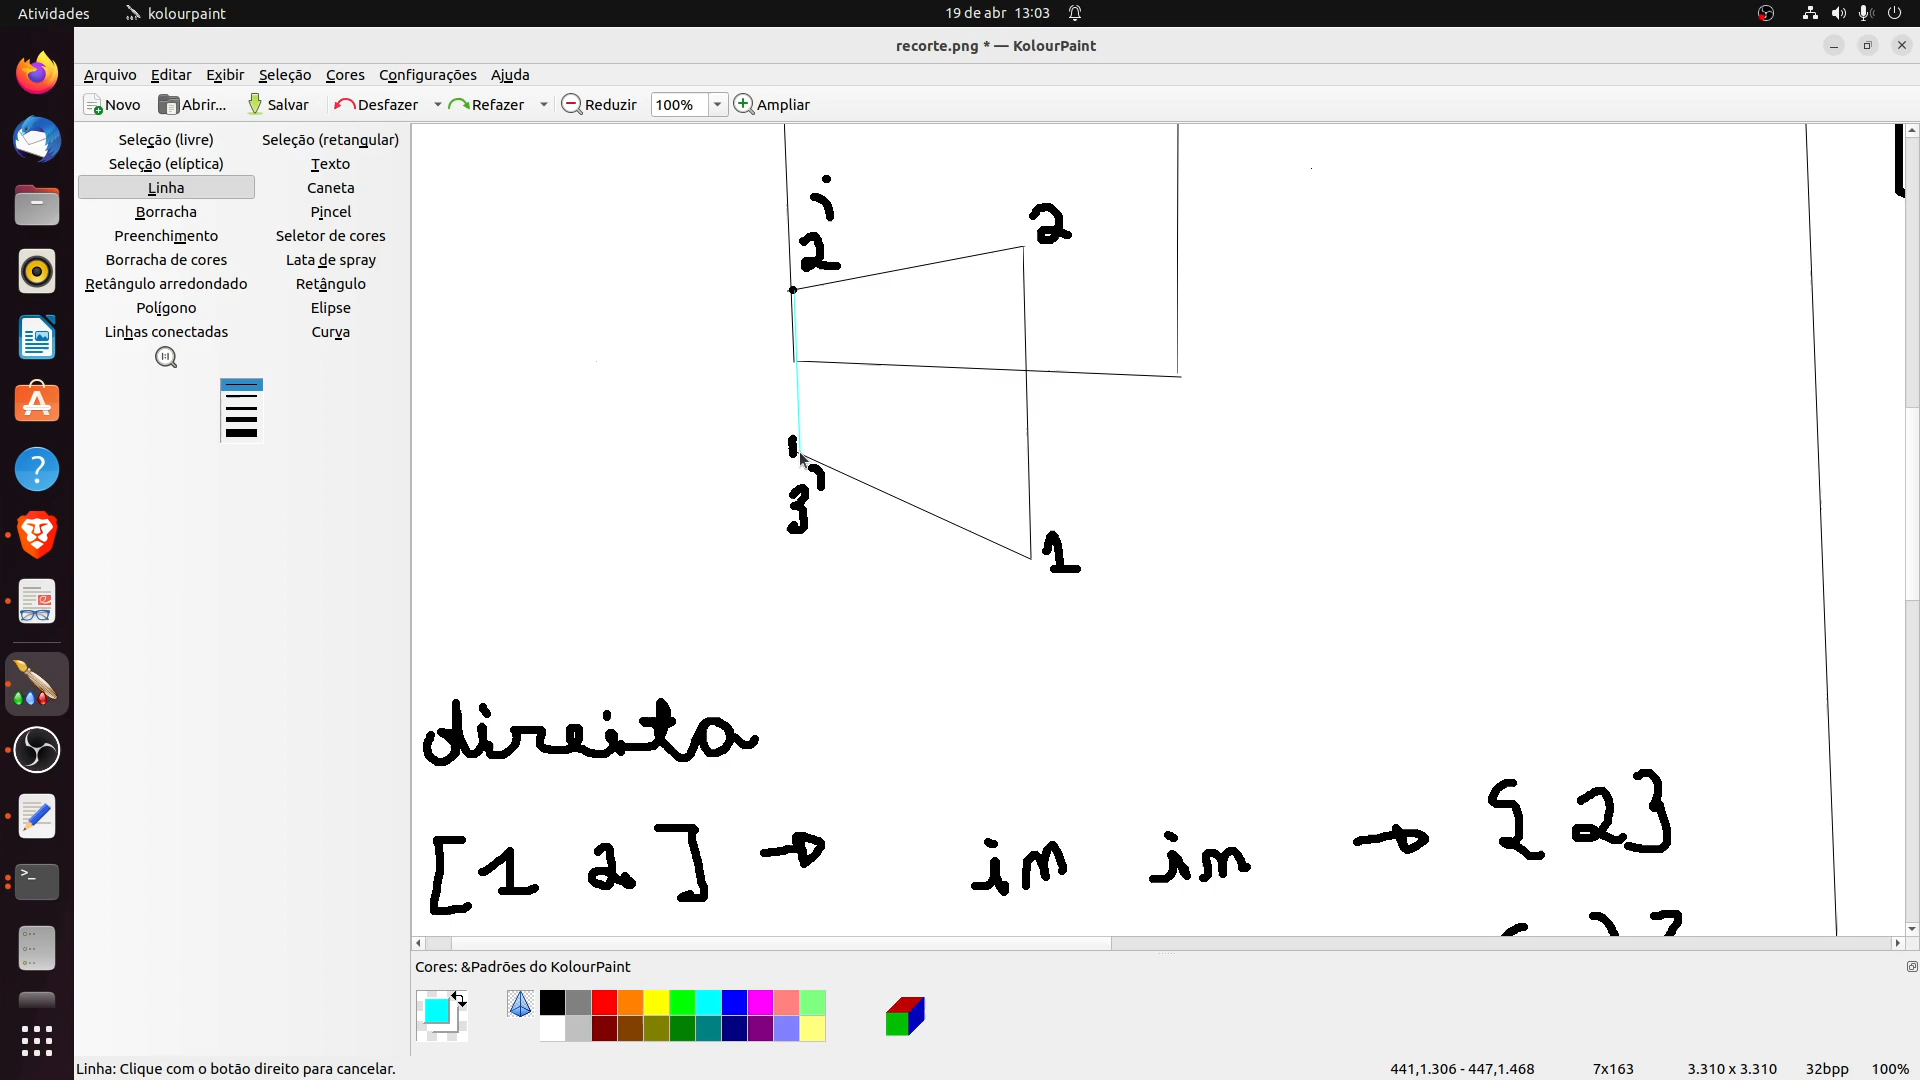 Atividades kolourpaint 19 de abr 13:03
recorte.png * — KolourPaint
Arquivo Editar Exibir Seleção Cores Configurações Ajuda
Novo Abrir... Salvar Desfazer Refazer Reduzir 100% Ampliar
Seleção (livre) Seleção (retangular)
Seleção (elíptica) Texto
Linha Caneta
Borracha Pincel
Preenchimento Seletor de cores
Borracha de cores Lata de spray
Retângulo arredondado Retângulo
Polígono Elipse
Linhas conectadas Curva
2
2
3
1
direita
[1 2] → in in → {2}
Cores: &Padrões do KolourPaint
Linha: Clique com o botão direito para cancelar. 441,1.306 - 447,1.468 7x163 3.310 x 3.310 32bpp 100%